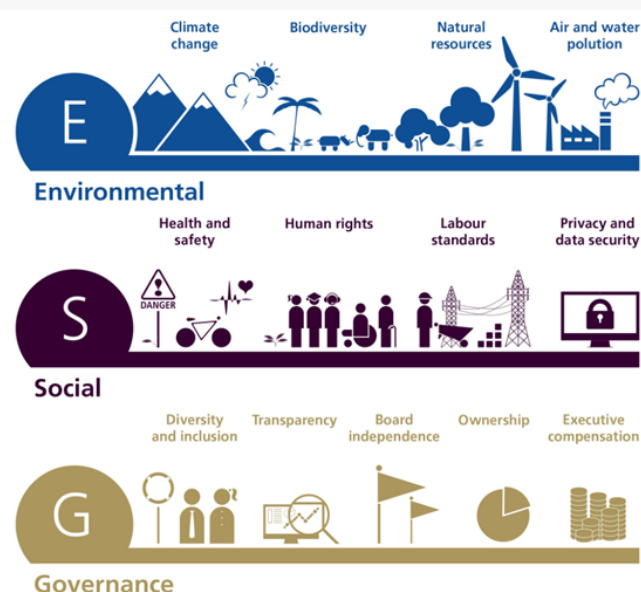 Climate
change
Biodiversity
Natural
resources
Air and water
polution
E
Environmental
Health and
safety
Human rights
Labour
standards
Privacy and
data security
DANGER
S
Social
Diversity
and inclusion
Transparency
Board
independence
Ownership
Executive
compensation
G
Governance